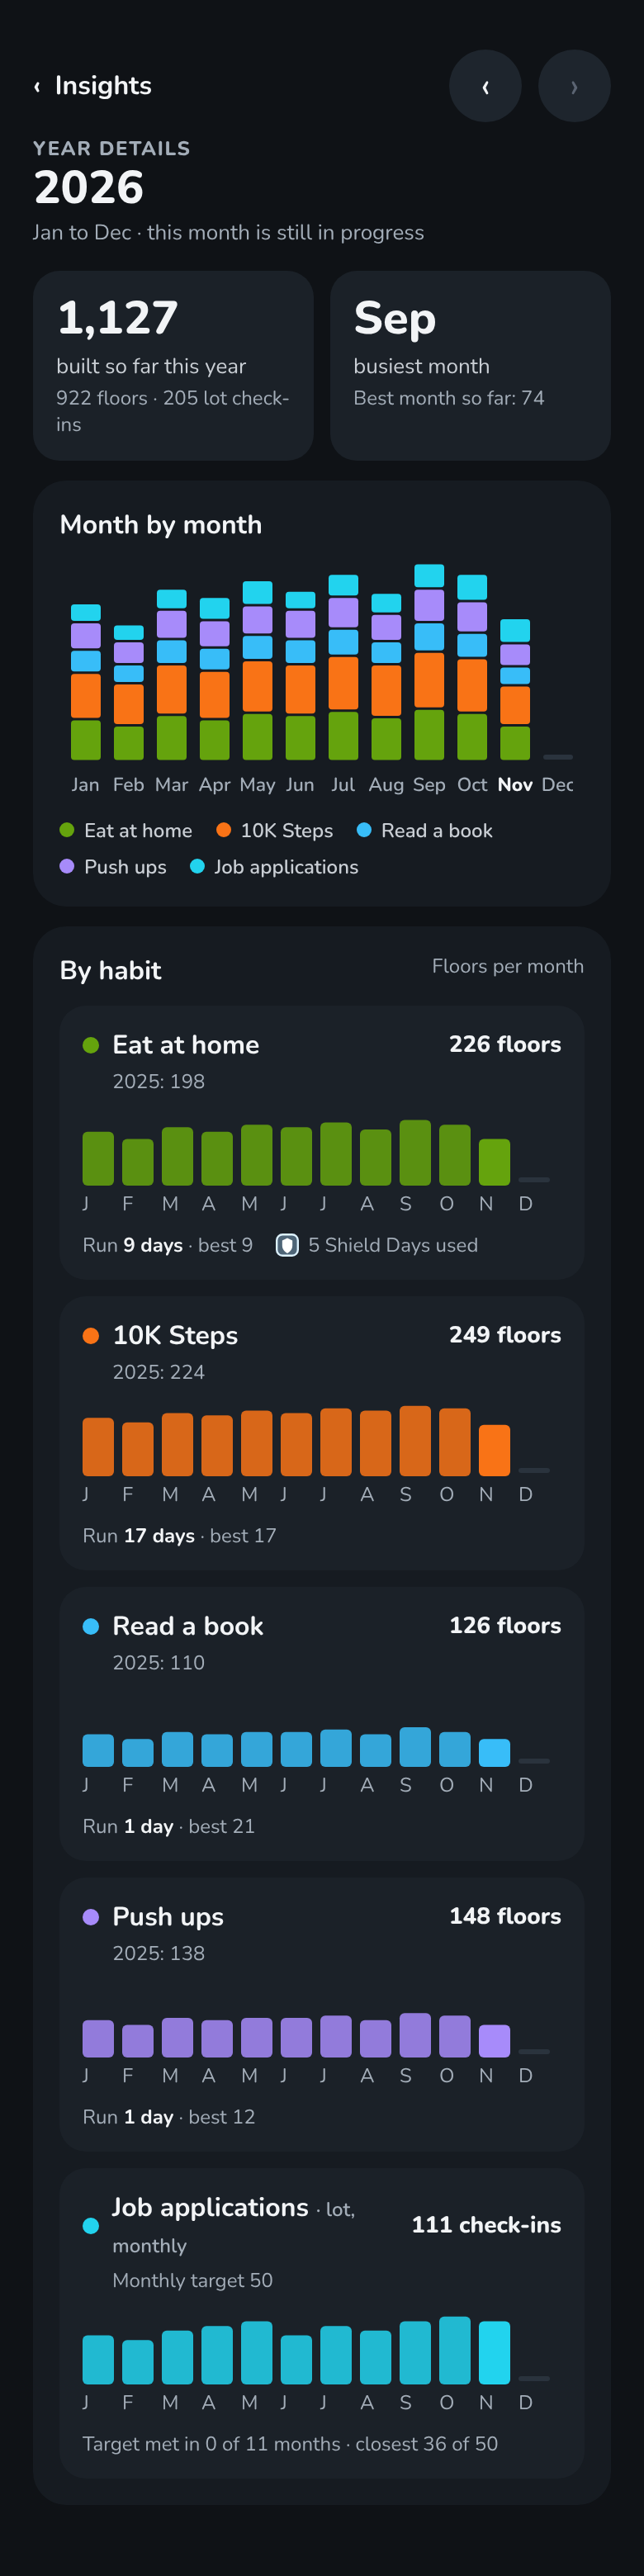 ‹ Insights ‹ ›
YEAR DETAILS
2026
Jan to Dec · this month is still in progress
1,127
built so far this year
922 floors · 205 lot check-
ins
Sep
busiest month
Best month so far: 74
Month by month
Jan Feb Mar Apr May Jun Jul Aug Sep Oct Nov Dec
Eat at home 10K Steps Read a book
Push ups Job applications
By habit Floors per month
Eat at home 226 floors
2025: 198
J F M A M J J A S O N D
Run 9 days · best 9 5 Shield Days used
10K Steps 249 floors
2025: 224
J F M A M J J A S O N D
Run 17 days · best 17
Read a book 126 floors
2025: 110
J F M A M J J A S O N D
Run 1 day · best 21
Push ups 148 floors
2025: 138
J F M A M J J A S O N D
Run 1 day · best 12
Job applications · lot,
monthly
111 check-ins
Monthly target 50
J F M A M J J A S O N D
Target met in 0 of 11 months · closest 36 of 50